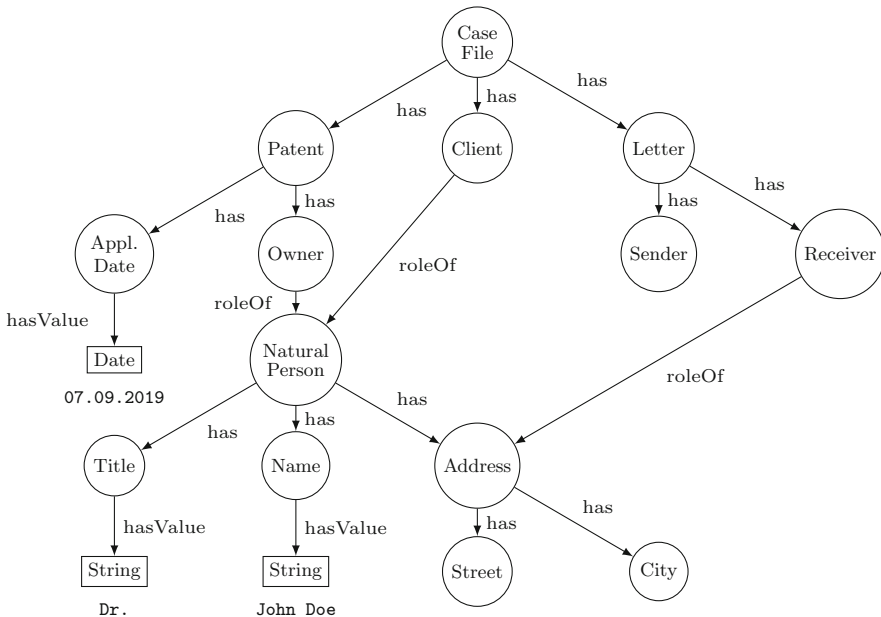 Case
File
has
has
has
Patent
Client
Letter
has
has
has
has
Appl.
Date
Owner
Sender
Receiver
roleOf
roleOf
hasValue
Natural
Person
Date
07.09.2019
roleOf
has
has
has
Title
Name
Address
has
has
hasValue
hasValue
String
String
Street
City
Dr.
John Doe